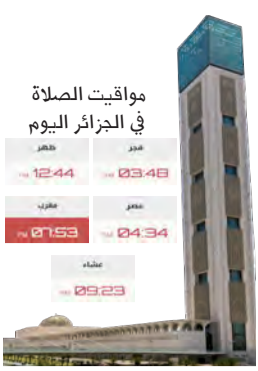 مواقيت الصلاة
في الجزائر اليوم
فجر
03:48
ظهر
12:44
عصر
04:34
مغرب
07:53
عشاء
09:23